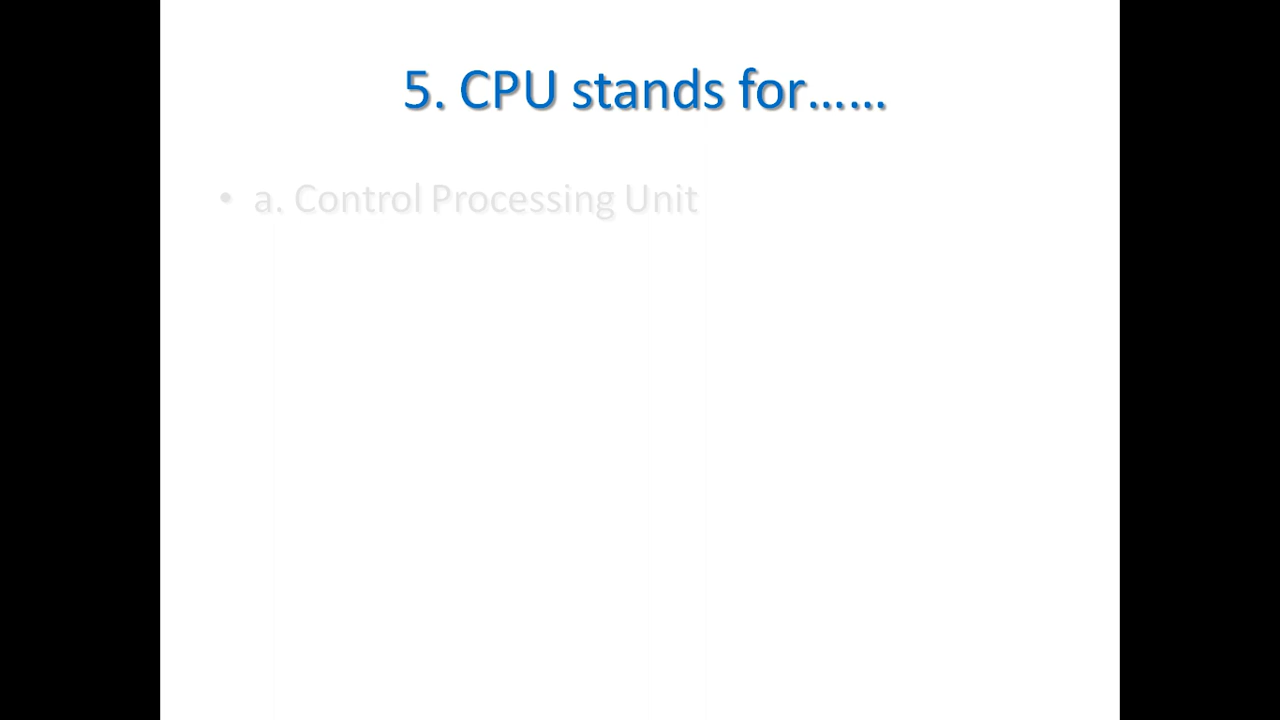 5. CPU stands for……
• a. Control Processing Unit